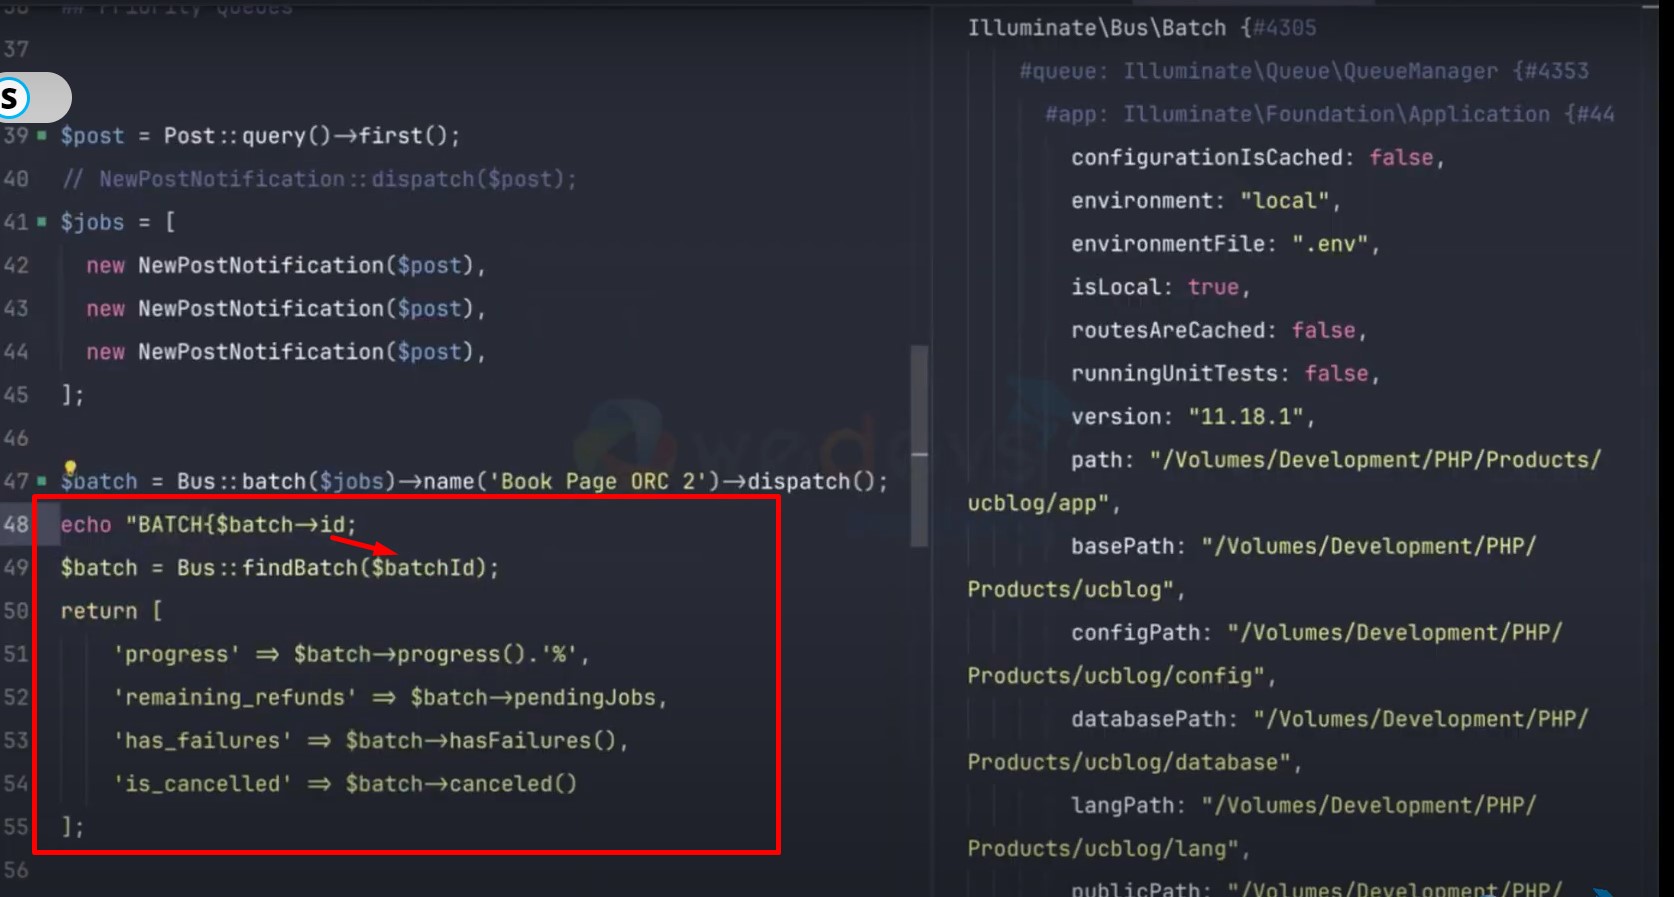 36 ## Priority Queues
37
S
39 $post = Post::query()->first();
40 // NewPostNotification::dispatch($post);
41 $jobs = [
42 new NewPostNotification($post),
43 new NewPostNotification($post),
44 new NewPostNotification($post),
45 ];
46
47 $batch = Bus::batch($jobs)->name('Book Page ORC 2')->dispatch();
48 echo "BATCH{$batch->id;
49 $batch = Bus::findBatch($batchId);
50 return [
51 'progress' => $batch->progress().'%',
52 'remaining_refunds' => $batch->pendingJobs,
53 'has_failures' => $batch->hasFailures(),
54 'is_cancelled' => $batch->canceled()
55 ];
56
Illuminate\Bus\Batch {#4305
#queue: Illuminate\Queue\QueueManager {#4353
#app: Illuminate\Foundation\Application {#44
configurationIsCached: false,
environment: "local",
environmentFile: ".env",
isLocal: true,
routesAreCached: false,
runningUnitTests: false,
version: "11.18.1",
path: "/Volumes/Development/PHP/Products/
ucblog/app",
basePath: "/Volumes/Development/PHP/
Products/ucblog",
configPath: "/Volumes/Development/PHP/
Products/ucblog/config",
databasePath: "/Volumes/Development/PHP/
Products/ucblog/database",
langPath: "/Volumes/Development/PHP/
Products/ucblog/lang",
publicPath: "/Volumes/Development/PHP/
wedevs